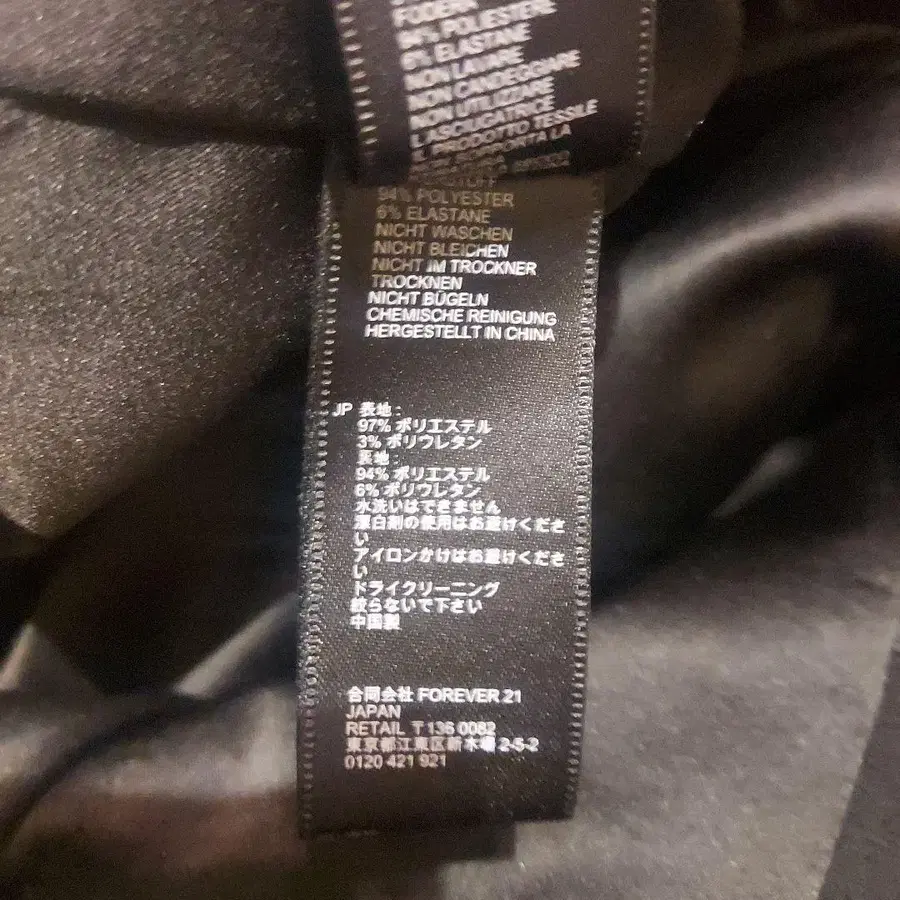 FODERA
94% POLIESTERE
6% ELASTANE
NON LAVARE
NON CANDEGGIARE
NON UTILIZZARE
L'ASCIUGATRICE
IL PRODOTTO TESSILE
SUPPORTA LA
94% POLYESTER
6% ELASTANE
NICHT WASCHEN
NICHT BLEICHEN
NICHT IM TROCKNER
TROCKNEN
NICHT BÜGELN
CHEMISCHE REINIGUNG
HERGESTELLT IN CHINA
JP 表地 :
97% ポリエステル
3% ポリウレタン
裏地 :
94% ポリエステル
6% ポリウレタン
水洗いはできません
漂白剤の使用はお避けくださ
い
アイロンかけはお避けくださ
い
ドライクリーニング
絞らないで下さい
中国製
合同会社 FOREVER 21
JAPAN
RETAIL 〒136 0082
東京都江東区新木場 2-5-2
0120 421 921